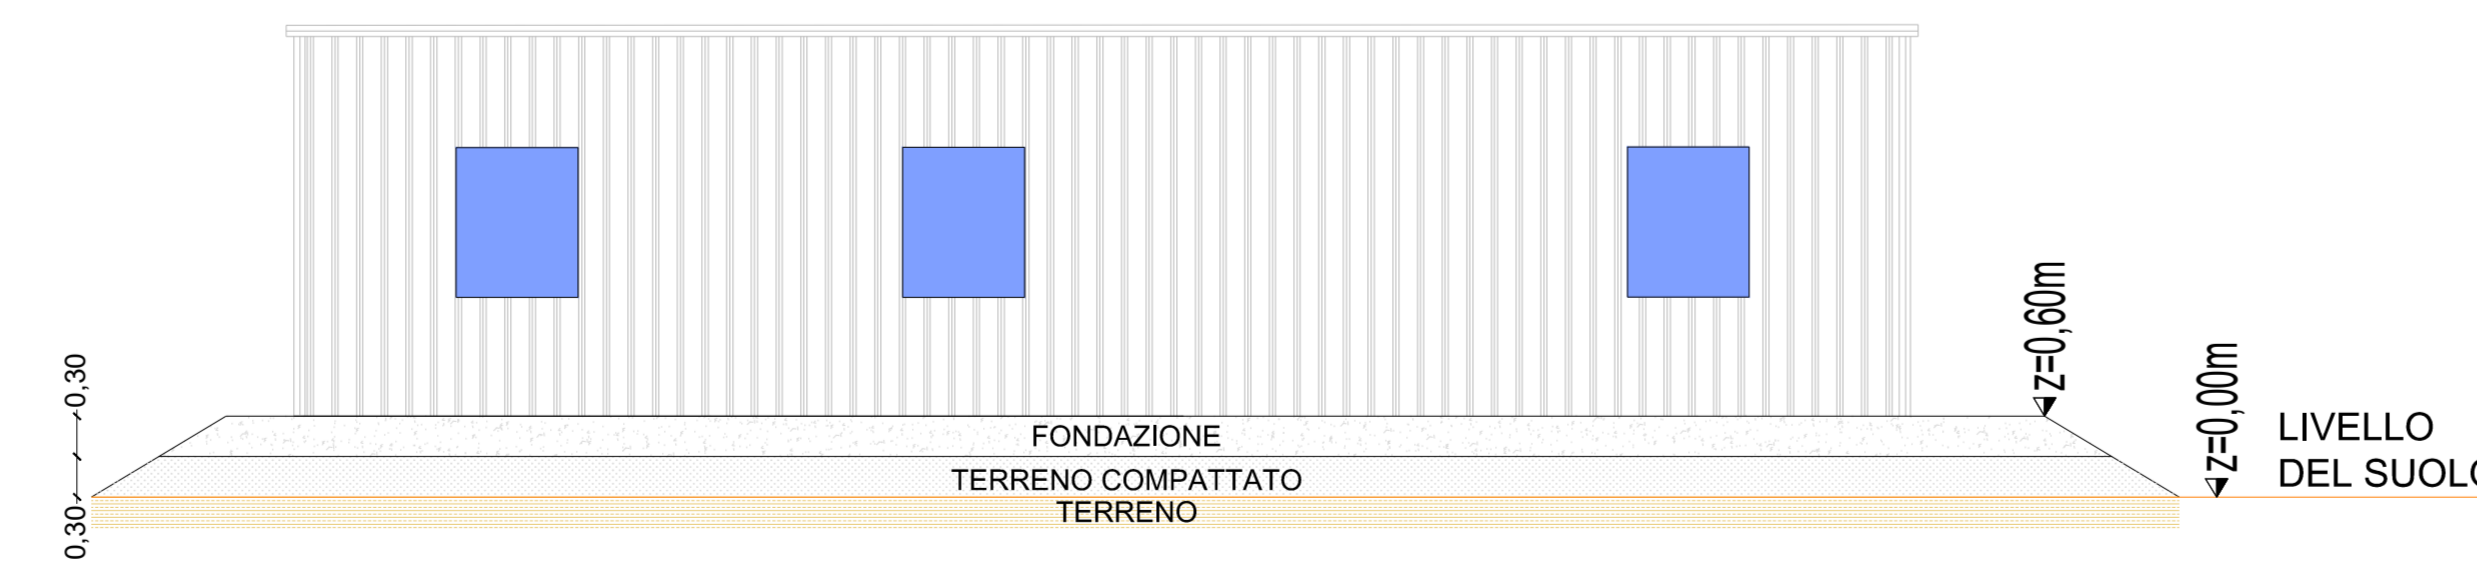 0,30
0,30
FONDAZIONE
TERRENO COMPATTATO
TERRENO
z=0,60m
z=0,00m
LIVELLO
DEL SUOLO